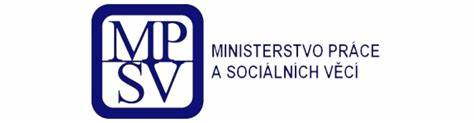 MP
SV
MINISTERSTVO PRÁCE
A SOCIÁLNÍCH VĚCÍ